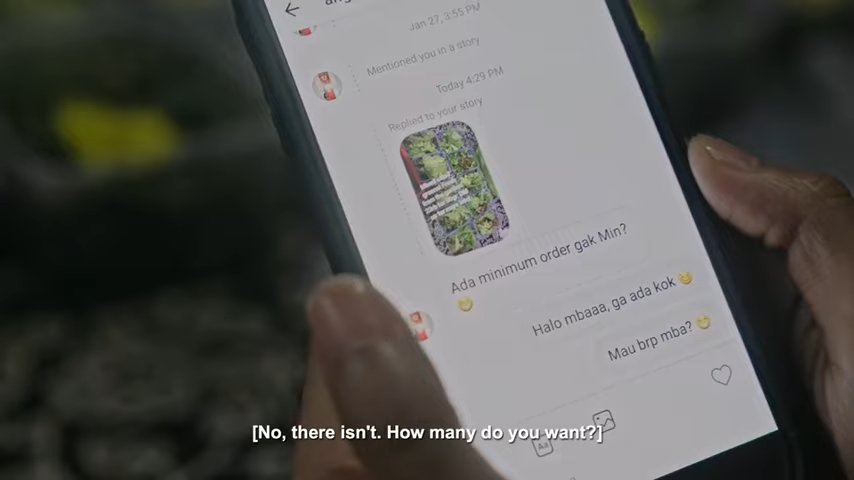 Jan 27, 3:55 PM
Mentioned you in a story
Today 4:29 PM
Replied to your story
Ada minimum order gak Min?
Halo mbaaa, ga ada kok
Mau brp mba?
Aa
[No, there isn't. How many do you want?]